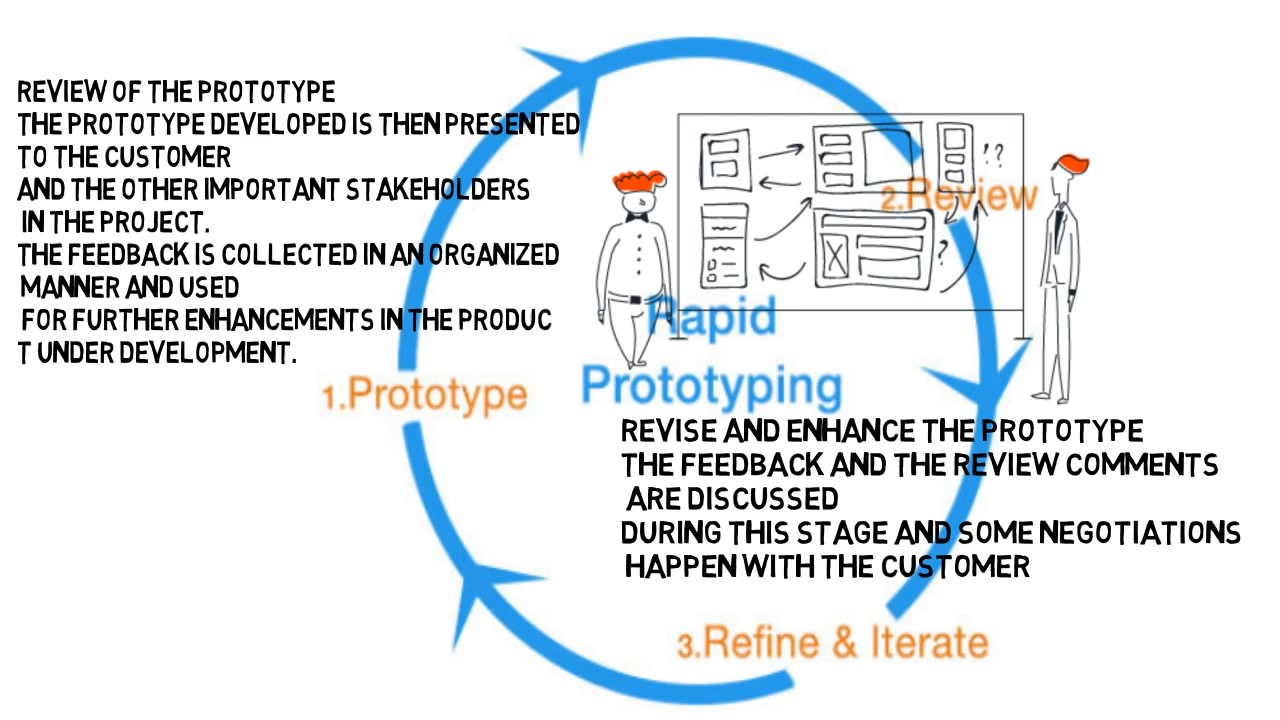 REVIEW OF THE PROTOTYPE
THE PROTOTYPE DEVELOPED IS THEN PRESENTED
TO THE CUSTOMER
AND THE OTHER IMPORTANT STAKEHOLDERS
IN THE PROJECT.
THE FEEDBACK IS COLLECTED IN AN ORGANIZED
MANNER AND USED
FOR FURTHER ENHANCEMENTS IN THE PRODUC
T UNDER DEVELOPMENT.
!?
2.Review
?
Rapid
Prototyping
1.Prototype
REVISE AND ENHANCE THE PROTOTYPE
THE FEEDBACK AND THE REVIEW COMMENTS
ARE DISCUSSED
DURING THIS STAGE AND SOME NEGOTIATIONS
HAPPEN WITH THE CUSTOMER
3.Refine & Iterate